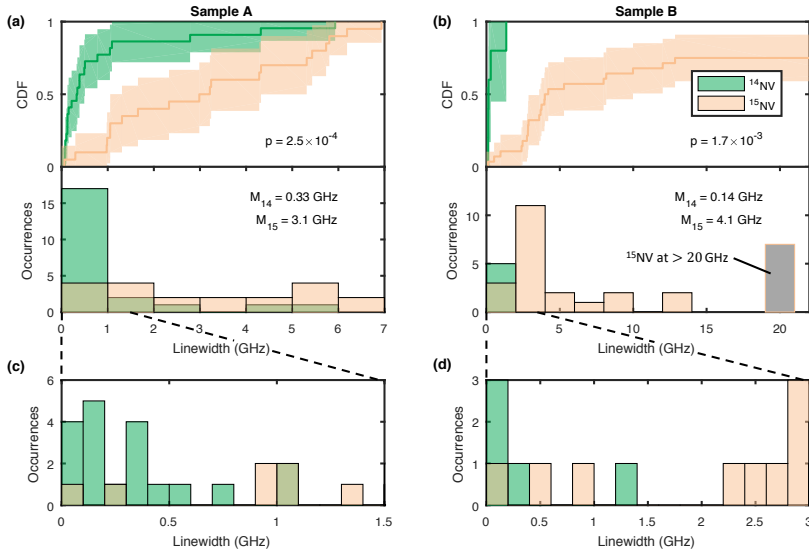 Sample A
Sample B
(a)
(b)
1
0.5
0
CDF
p = 2.5×10⁻⁴
1
0.5
0
CDF
¹⁴NV
¹⁵NV
p = 1.7×10⁻³
15
10
5
0
Occurrences
M₁₄ = 0.33 GHz
M₁₅ = 3.1 GHz
0 1 2 3 4 5 6 7
Linewidth (GHz)
10
5
0
Occurrences
M₁₄ = 0.14 GHz
M₁₅ = 4.1 GHz
¹⁵NV at > 20 GHz
0 5 10 15 20
Linewidth (GHz)
(c)
(d)
6
4
2
0
Occurrences
0 0.5 1 1.5
Linewidth (GHz)
3
2
1
0
Occurrences
0 0.5 1 1.5 2 2.5 3
Linewidth (GHz)